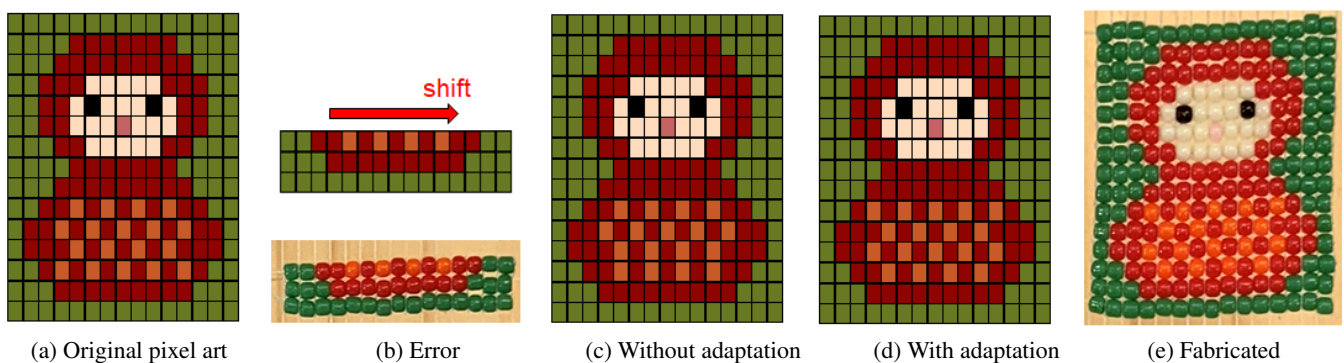 shift
(a) Original pixel art
(b) Error
(c) Without adaptation
(d) With adaptation
(e) Fabricated